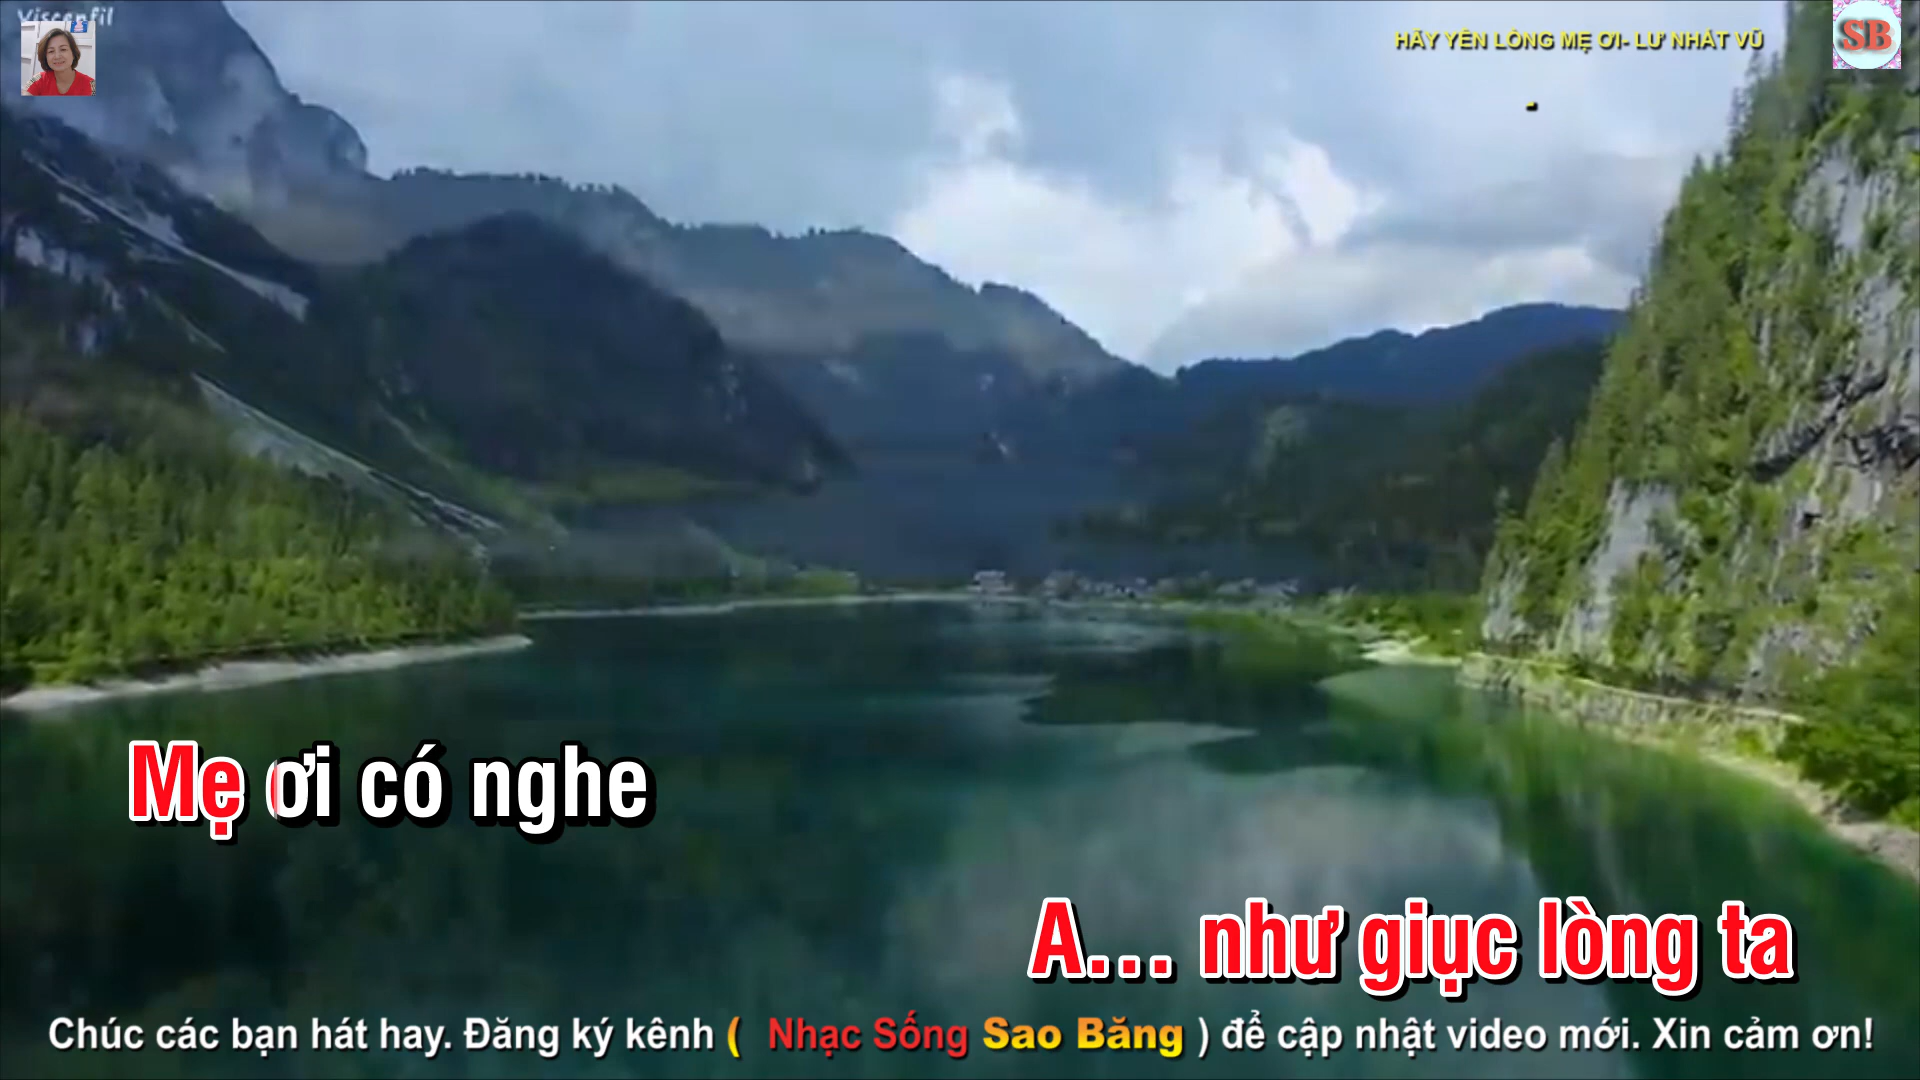 Viscenfil
HÃY YÊN LÒNG MẸ ƠI- LƯ NHẤT VŨ
SB
Mẹ ơi có nghe
A... như giục lòng ta
Chúc các bạn hát hay. Đăng ký kênh ( Nhạc Sống Sao Băng ) để cập nhật video mới. Xin cảm ơn!